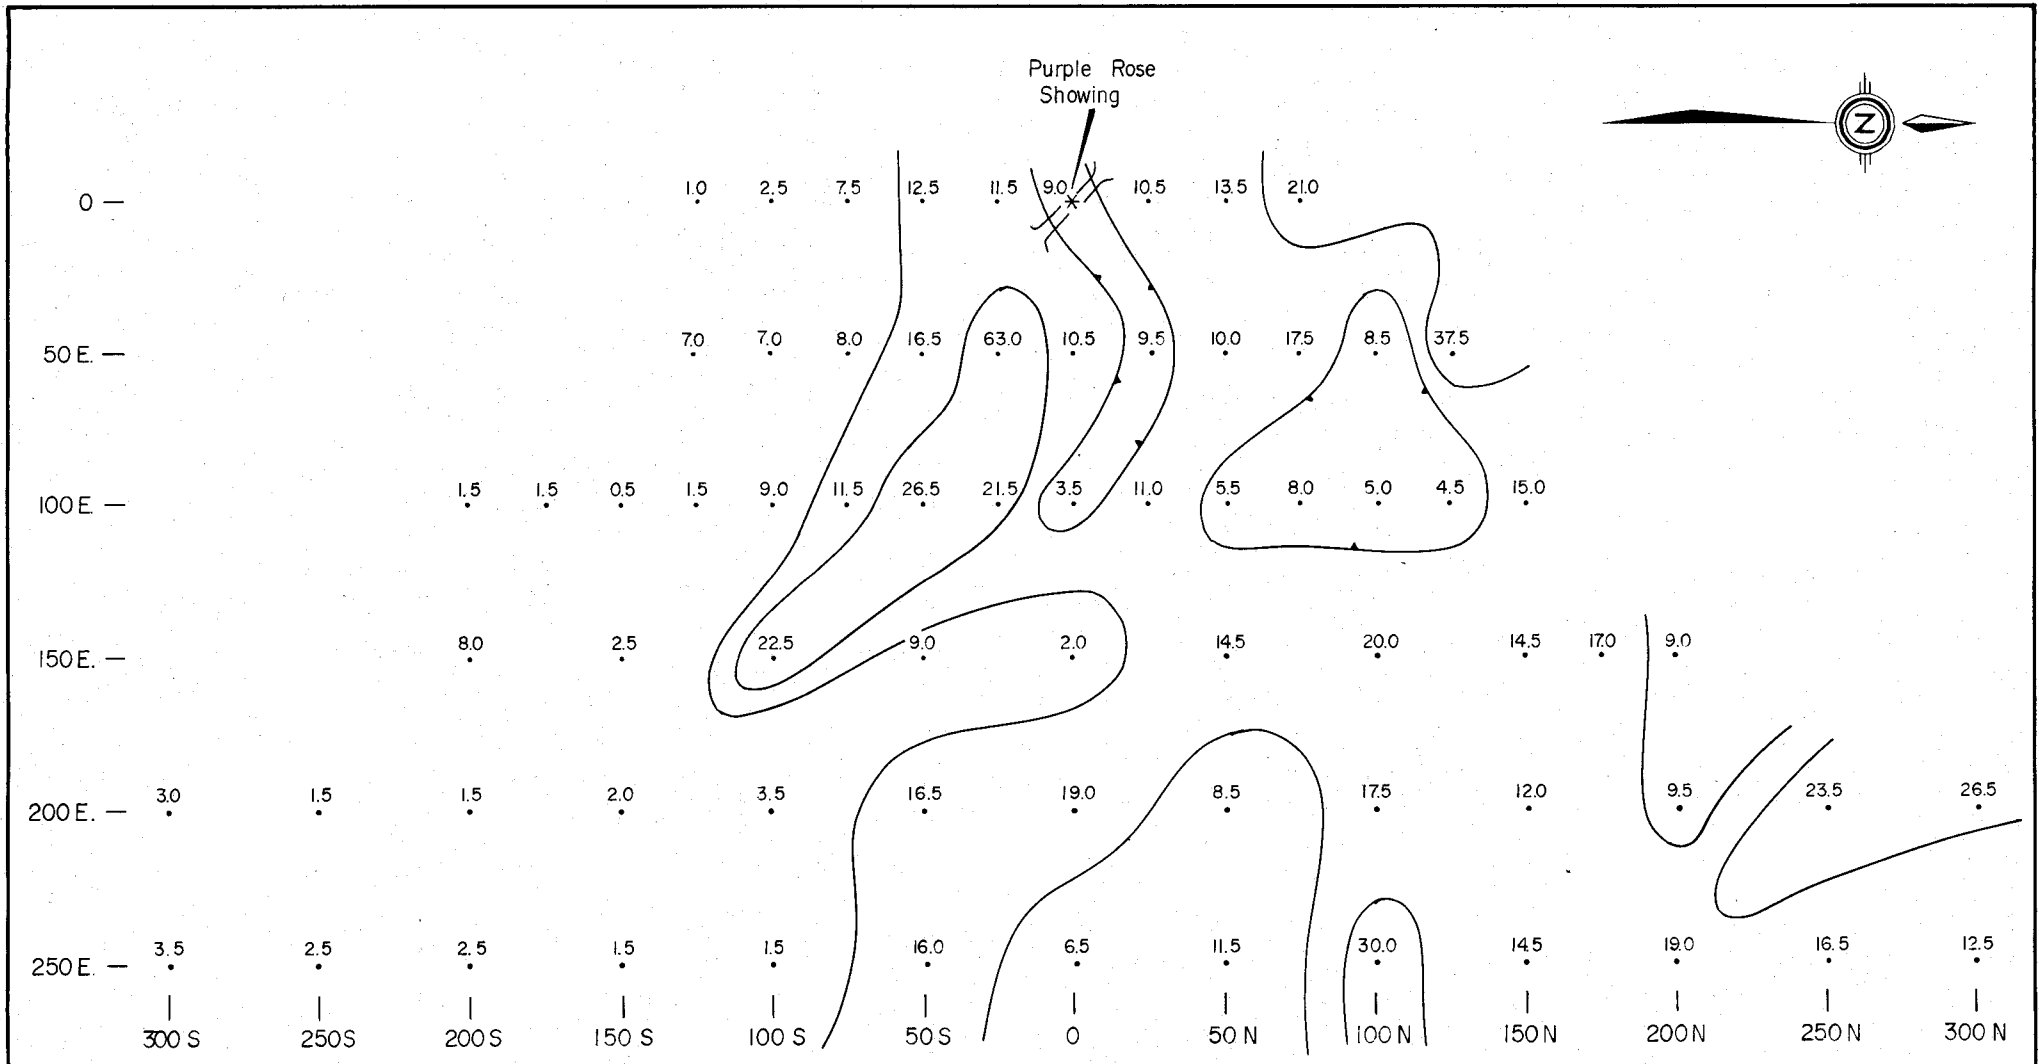 Purple Rose
Showing
Z
0 — 1.0 2.5 7.5 12.5 11.5 9.0 10.5 13.5 21.0
50 E. — 7.0 7.0 8.0 16.5 63.0 10.5 9.5 10.0 17.5 8.5 37.5
100 E. — 1.5 1.5 0.5 1.5 9.0 11.5 26.5 21.5 3.5 11.0 5.5 8.0 5.0 4.5 15.0
150 E. — 8.0 2.5 22.5 9.0 2.0 14.5 20.0 14.5 17.0 9.0
200 E. — 3.0 1.5 1.5 2.0 3.5 16.5 19.0 8.5 17.5 12.0 9.5 23.5 26.5
250 E. — 3.5 2.5 2.5 1.5 1.5 16.0 6.5 11.5 30.0 14.5 19.0 16.5 12.5
300 S 250 S 200 S 150 S 100 S 50 S 0 50 N 100 N 150 N 200 N 250 N 300 N